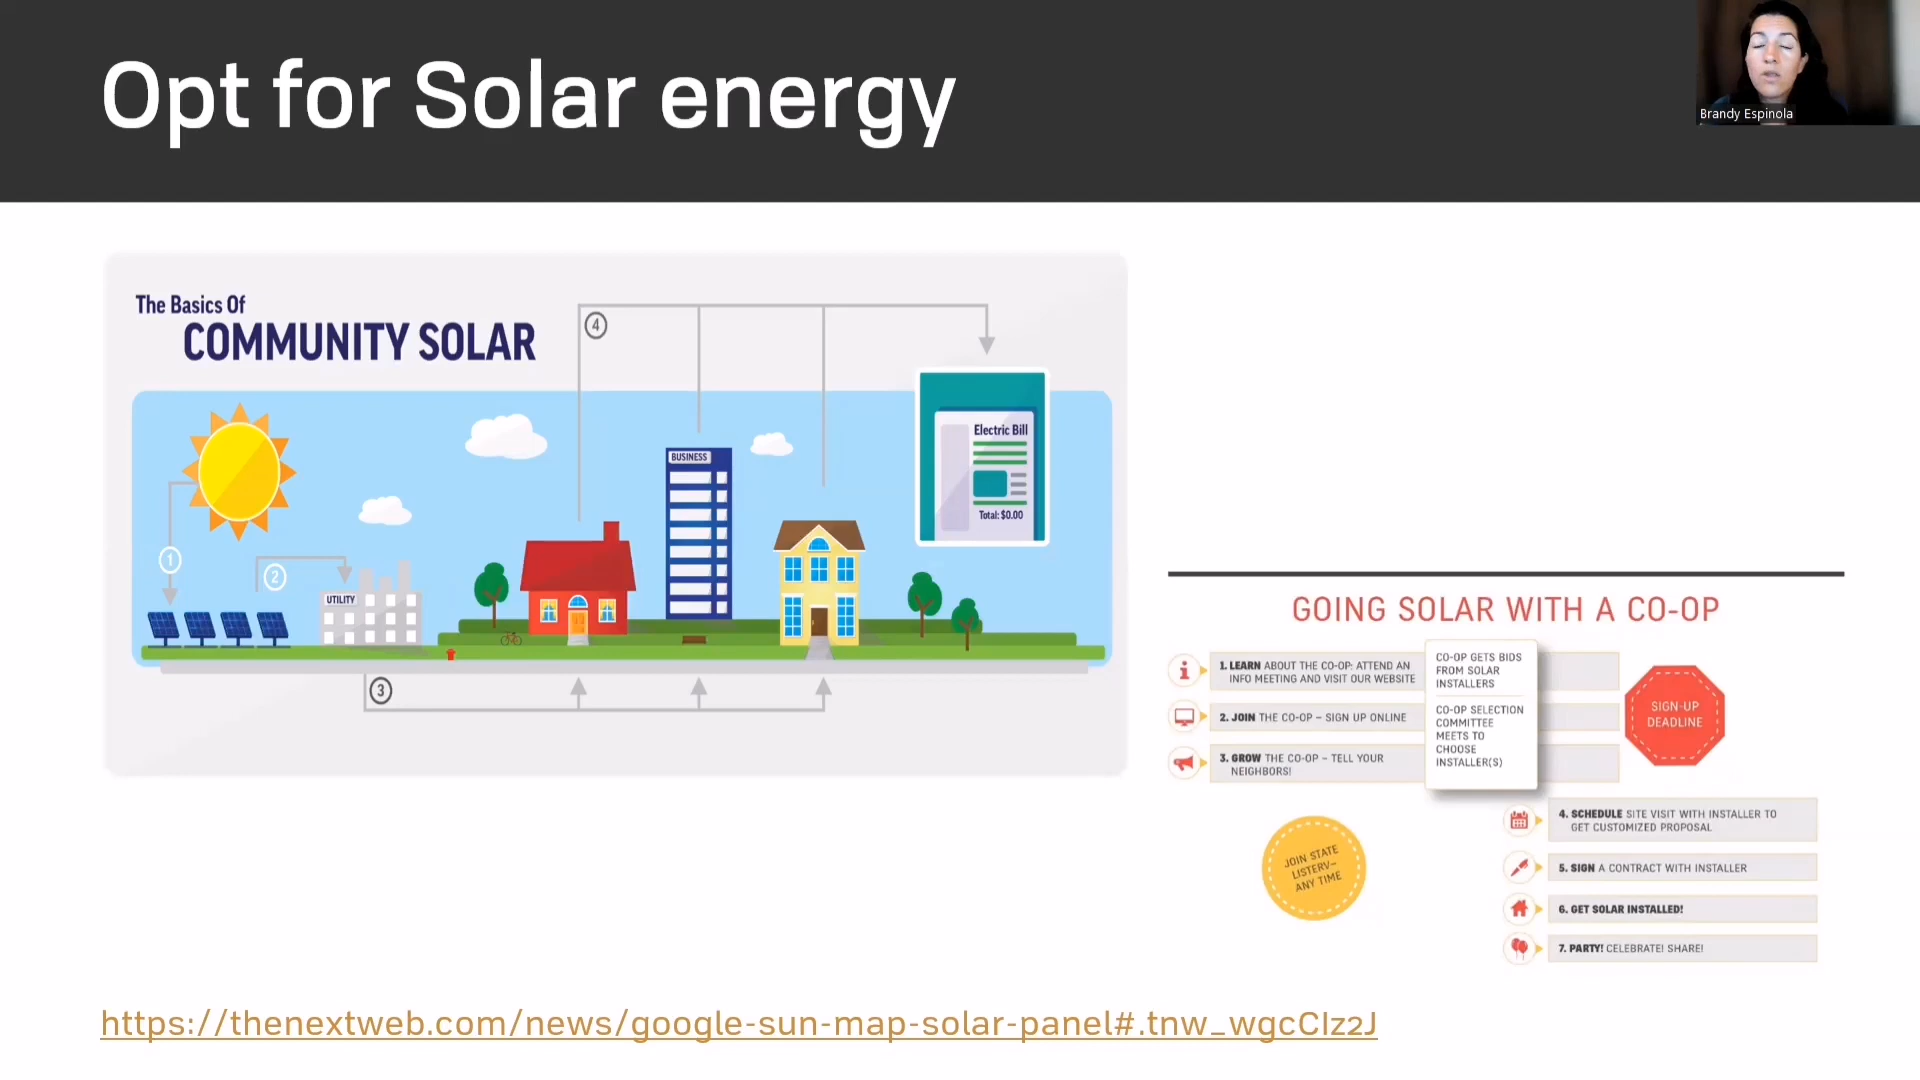 Opt for Solar energy
Brandy Espinola
The Basics Of
COMMUNITY SOLAR
4
BUSINESS
Electric Bill
Total: $0.00
1
2
UTILITY
3
GOING SOLAR WITH A CO-OP
1. LEARN ABOUT THE CO-OP: ATTEND AN
INFO MEETING AND VISIT OUR WEBSITE
2. JOIN THE CO-OP – SIGN UP ONLINE
3. GROW THE CO-OP – TELL YOUR
NEIGHBORS!
CO-OP GETS BIDS
FROM SOLAR
INSTALLERS
CO-OP SELECTION
COMMITTEE
MEETS TO
CHOOSE
INSTALLER(S)
SIGN-UP
DEADLINE
JOIN STATE
LISTERV–
ANY TIME
4. SCHEDULE SITE VISIT WITH INSTALLER TO
GET CUSTOMIZED PROPOSAL
5. SIGN A CONTRACT WITH INSTALLER
6. GET SOLAR INSTALLED!
7. PARTY! CELEBRATE! SHARE!
https://thenextweb.com/news/google-sun-map-solar-panel#.tnw_wgcCIz2J